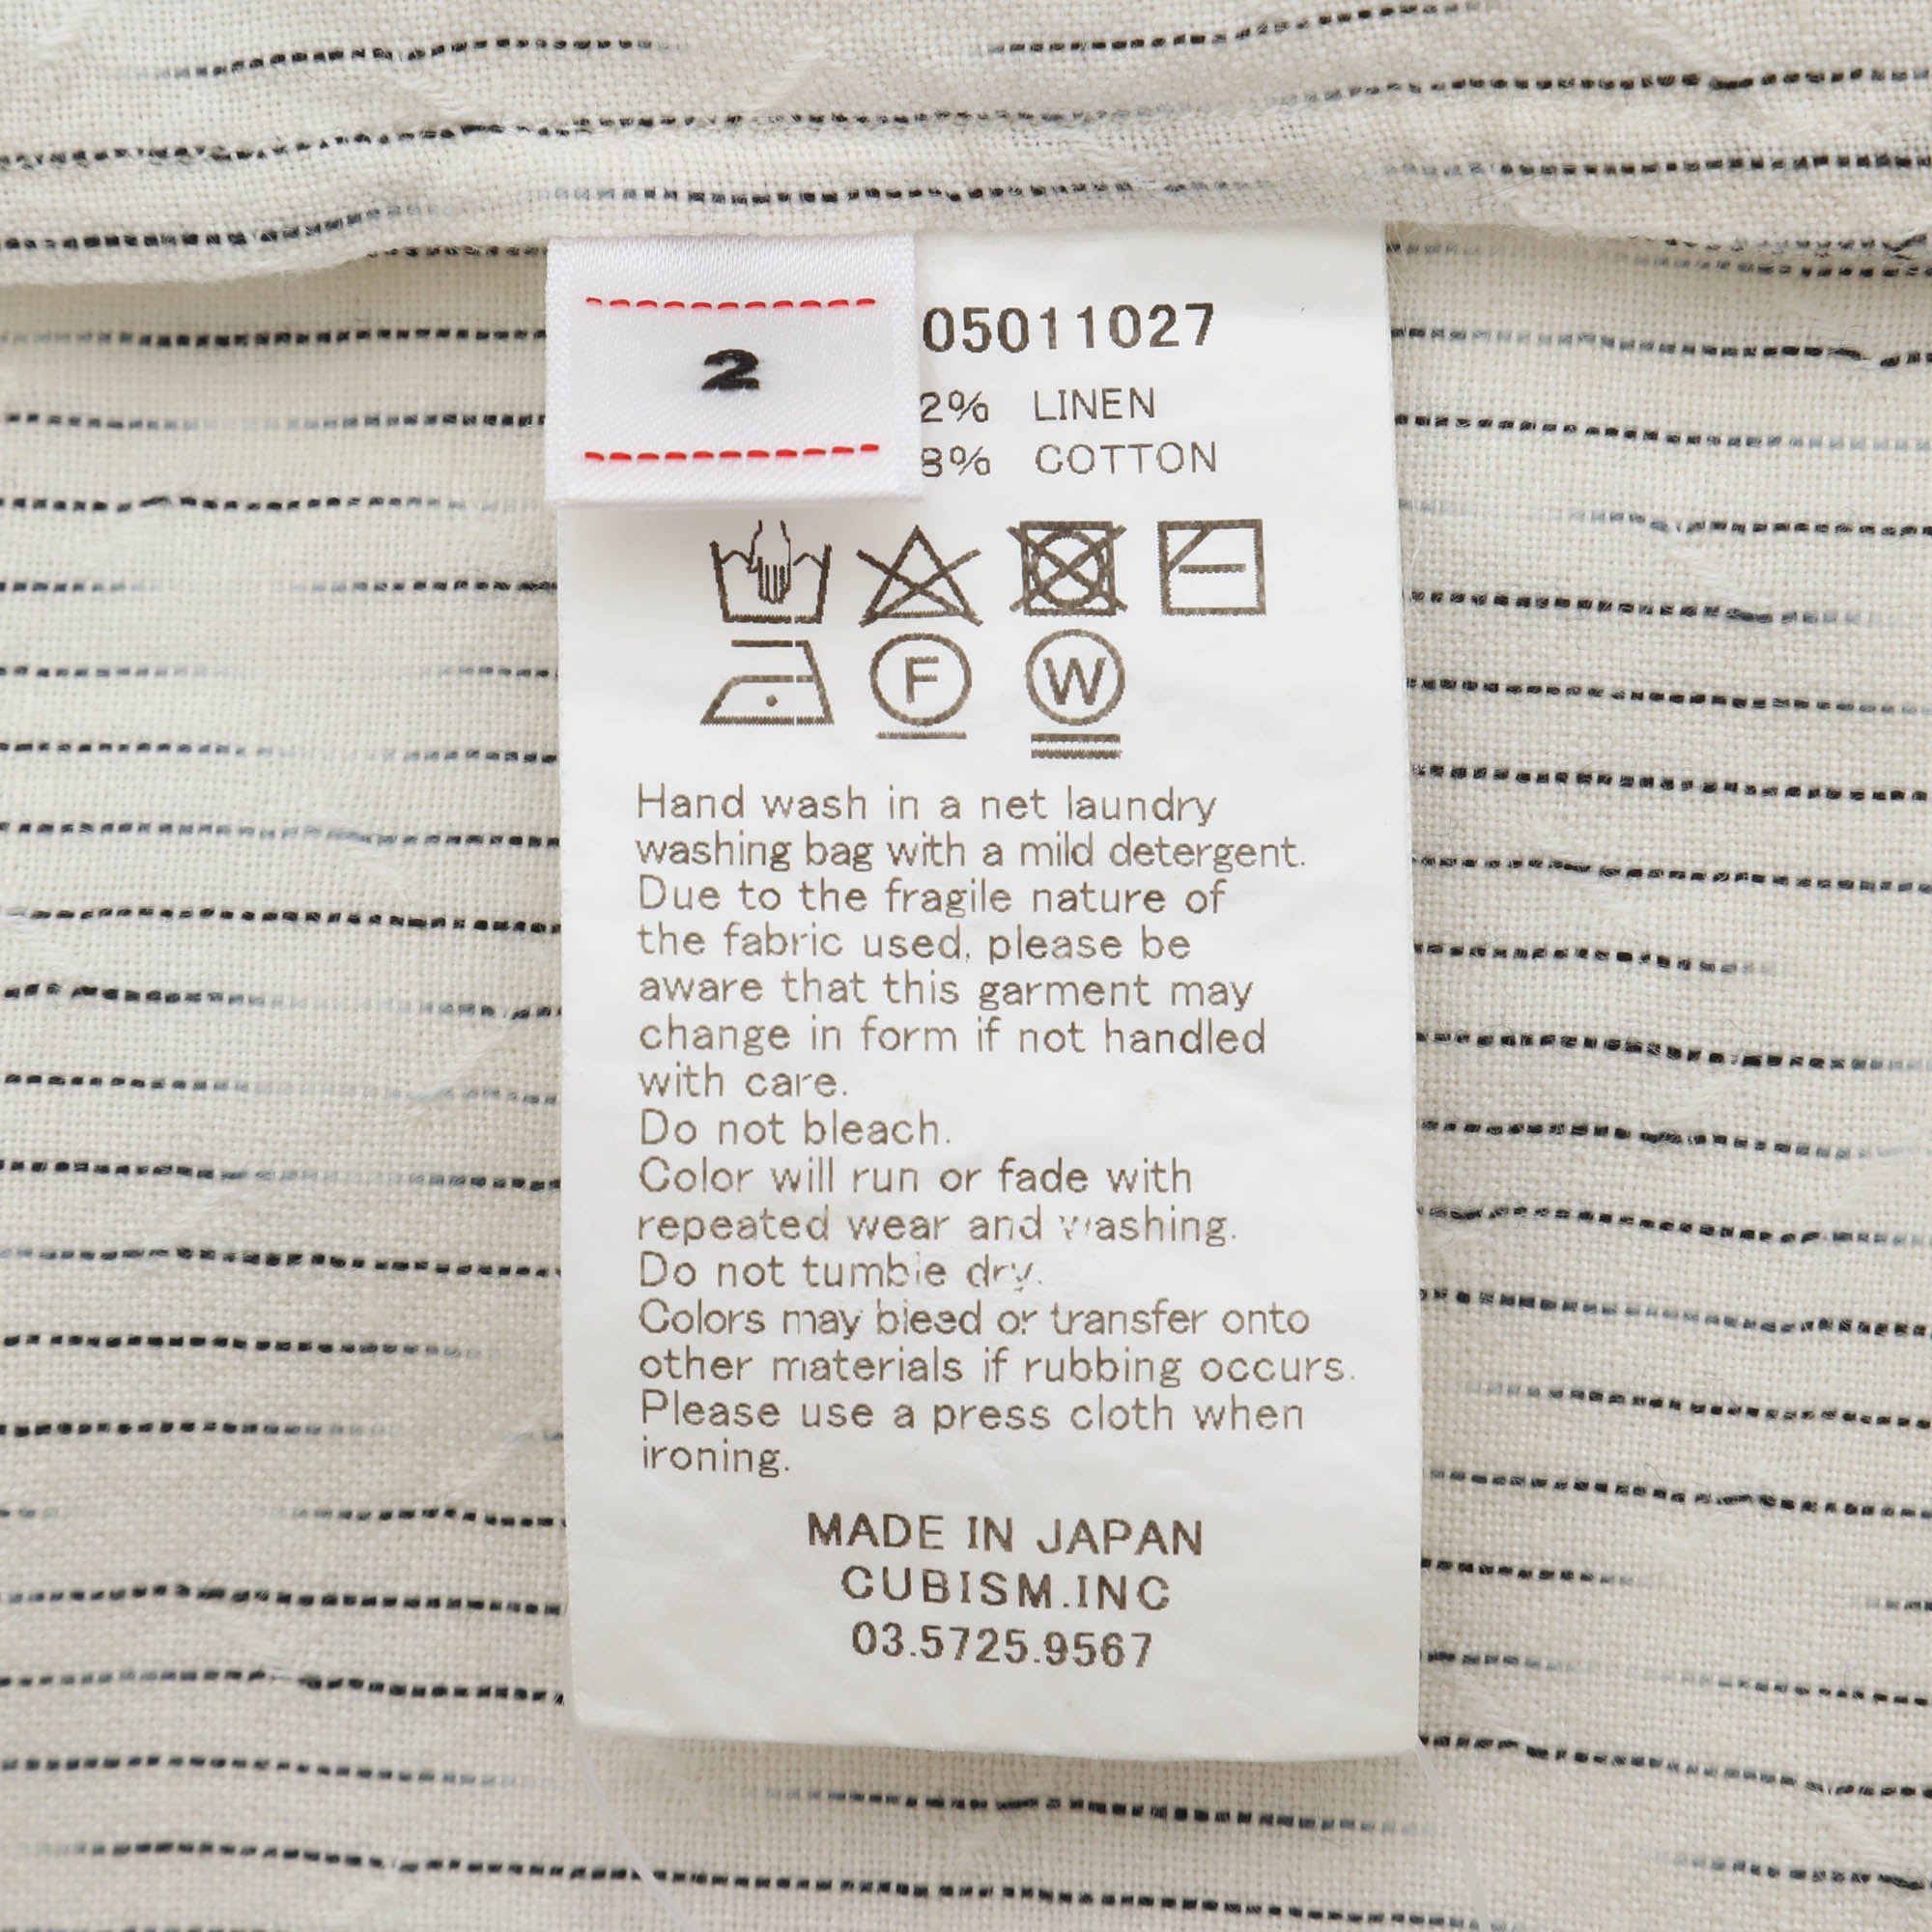 2
05011027
2% LINEN
8% COTTON
F
W
Hand wash in a net laundry
washing bag with a mild detergent.
Due to the fragile nature of
the fabric used, please be
aware that this garment may
change in form if not handled
with care.
Do not bleach.
Color will run or fade with
repeated wear and washing.
Do not tumble dry.
Colors may bleed or transfer onto
other materials if rubbing occurs.
Please use a press cloth when
ironing.
MADE IN JAPAN
CUBISM.INC
03.5725.9567